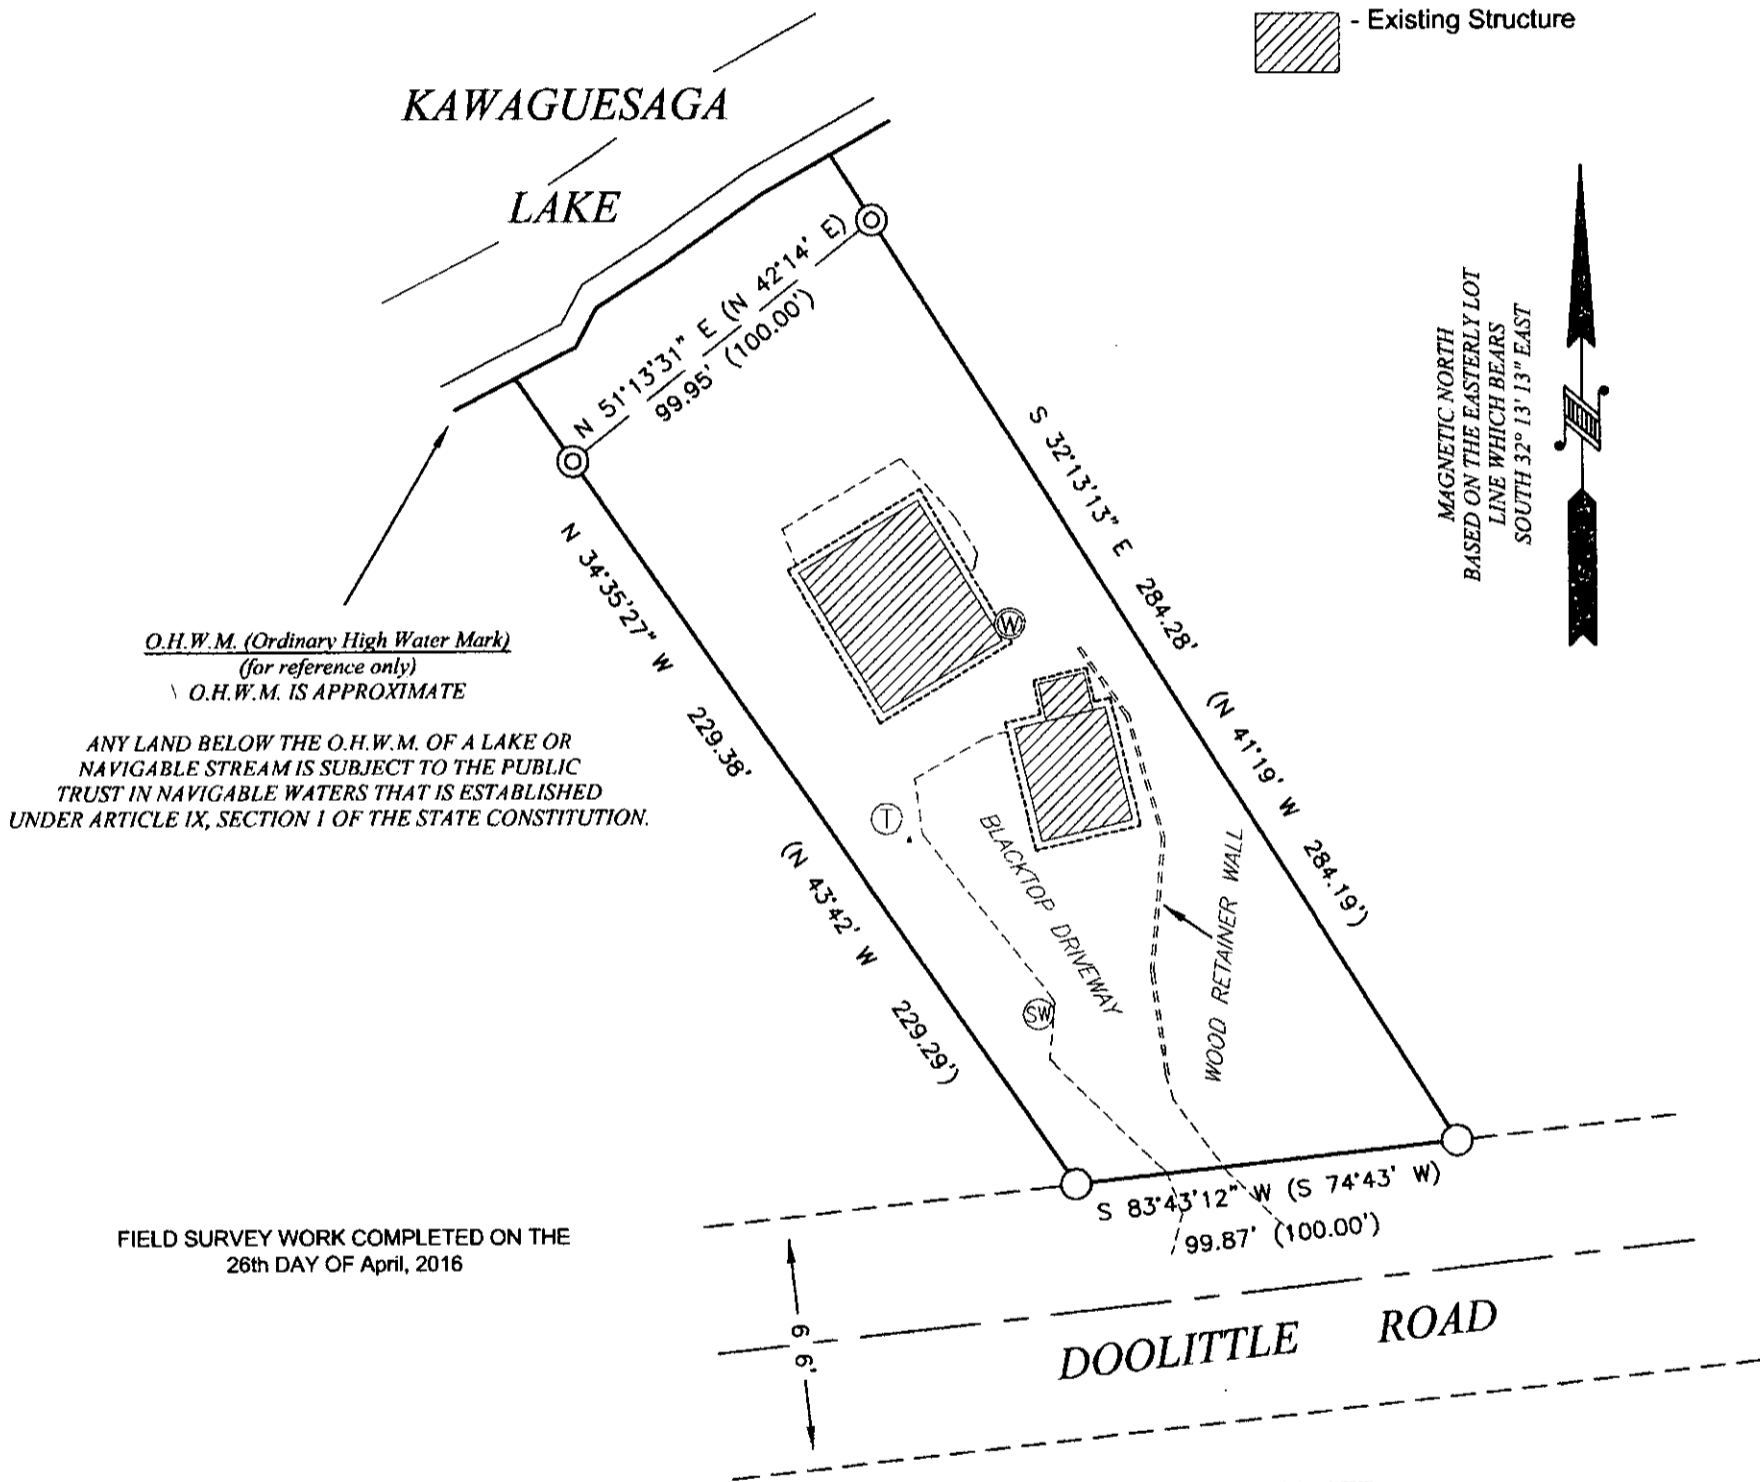 - Existing Structure
KAWAGUESAGA
LAKE
N 51°13'31" E (N 42°14' E)
99.95' (100.00')
MAGNETIC NORTH
BASED ON THE EASTERLY LOT
LINE WHICH BEARS
SOUTH 32° 13' 13" EAST
S 32°13'13" E 284.28' (N 41°19' W 284.19')
N 34°35'27" W 229.38' (N 43°42' W 229.29')
O.H.W.M. (Ordinary High Water Mark)
(for reference only)
O.H.W.M. IS APPROXIMATE
ANY LAND BELOW THE O.H.W.M. OF A LAKE OR
NAVIGABLE STREAM IS SUBJECT TO THE PUBLIC
TRUST IN NAVIGABLE WATERS THAT IS ESTABLISHED
UNDER ARTICLE IX, SECTION 1 OF THE STATE CONSTITUTION.
W
T
BLACKTOP DRIVEWAY
WOOD RETAINER WALL
SW
S 83°43'12" W (S 74°43' W)
99.87' (100.00')
FIELD SURVEY WORK COMPLETED ON THE
26th DAY OF April, 2016
66'
DOOLITTLE ROAD